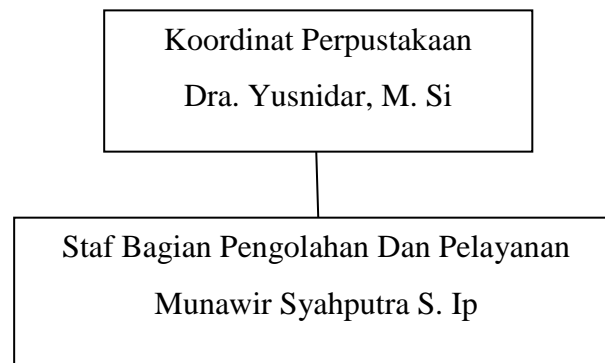 Koordinat Perpustakaan
Dra. Yusnidar, M. Si
Staf Bagian Pengolahan Dan Pelayanan
Munawir Syahputra S. Ip